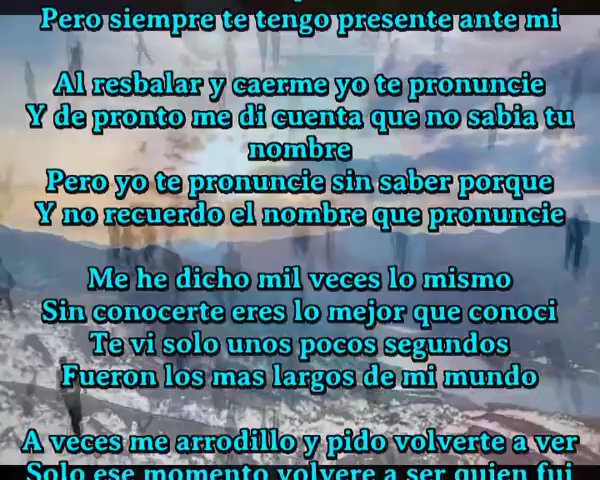 Pero siempre te tengo presente ante mi
Al resbalar y caerme yo te pronuncie
Y de pronto me di cuenta que no sabia tu
nombre
Pero yo te pronuncie sin saber porque
Y no recuerdo el nombre que pronuncie
Me he dicho mil veces lo mismo
Sin conocerte eres lo mejor que conoci
Te vi solo unos pocos segundos
Fueron los mas largos de mi mundo
A veces me arrodillo y pido volverte a ver
Solo ese momento volvere a ser quien fui